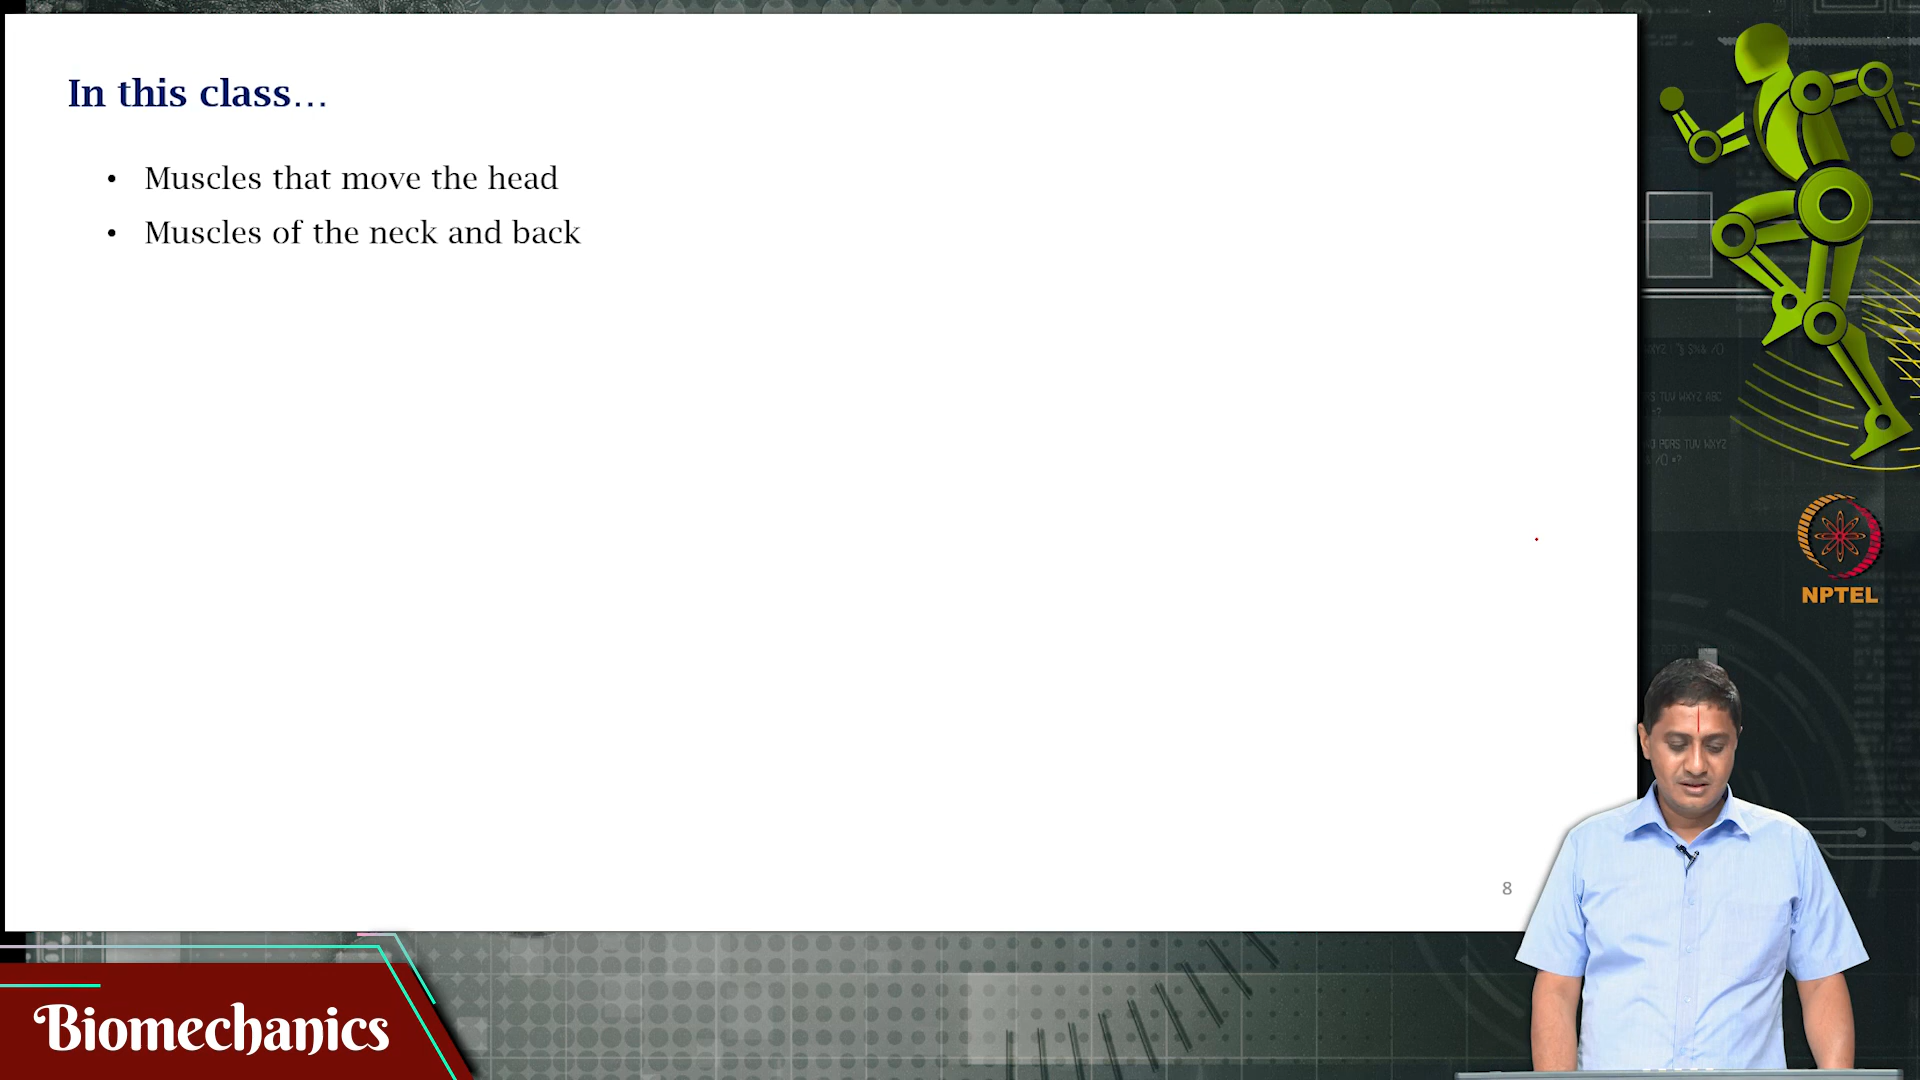 In this class...
• Muscles that move the head
• Muscles of the neck and back
NPTEL
8
Biomechanics